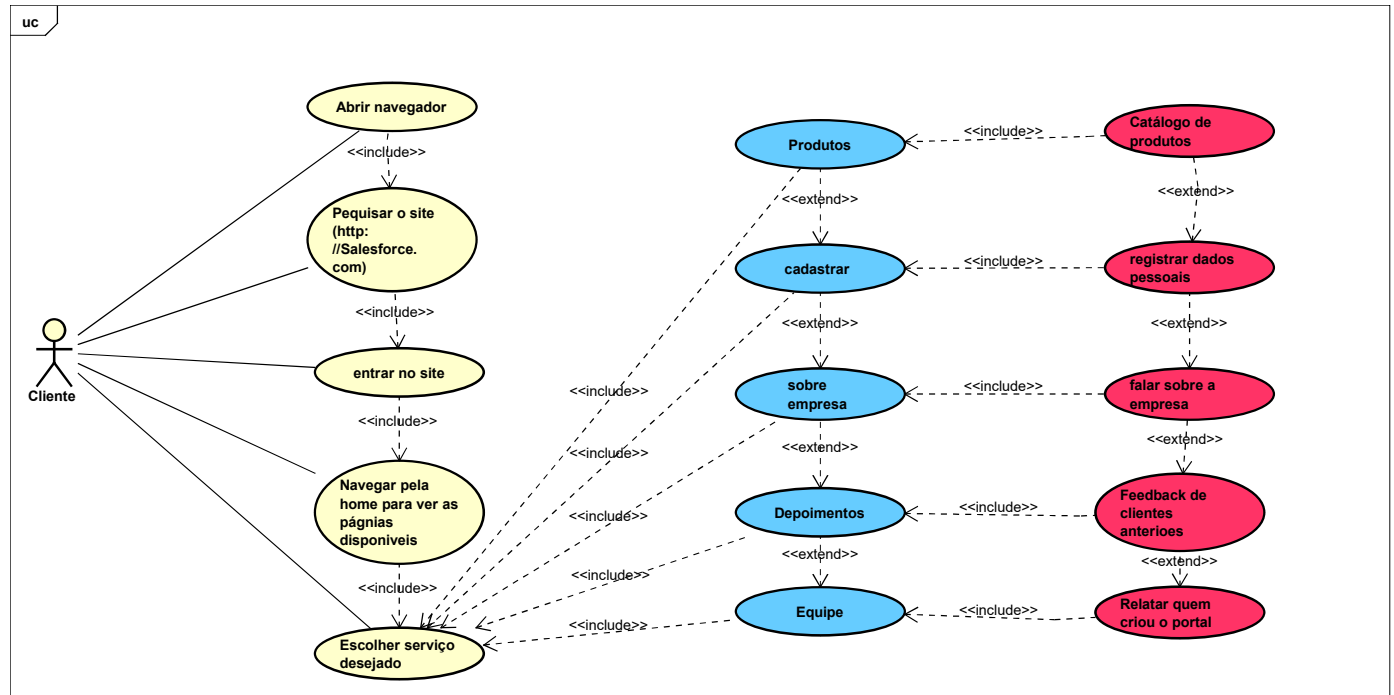 uc
Abrir navegador
<<include>>
Pequisar o site
(http:
//Salesforce.
com)
<<include>>
entrar no site
<<include>>
Navegar pela
home para ver as
págnias
disponiveis
<<include>>
Escolher serviço
desejado
Cliente
Produtos
<<extend>>
cadastrar
<<extend>>
sobre
empresa
<<extend>>
Depoimentos
<<extend>>
Equipe
<<include>>
<<include>>
<<include>>
<<include>>
<<include>>
<<include>>
<<include>>
<<include>>
<<include>>
<<include>>
Catálogo de
produtos
<<extend>>
registrar dados
pessoais
<<extend>>
falar sobre a
empresa
<<extend>>
Feedback de
clientes
anterioes
<<extend>>
Relatar quem
criou o portal